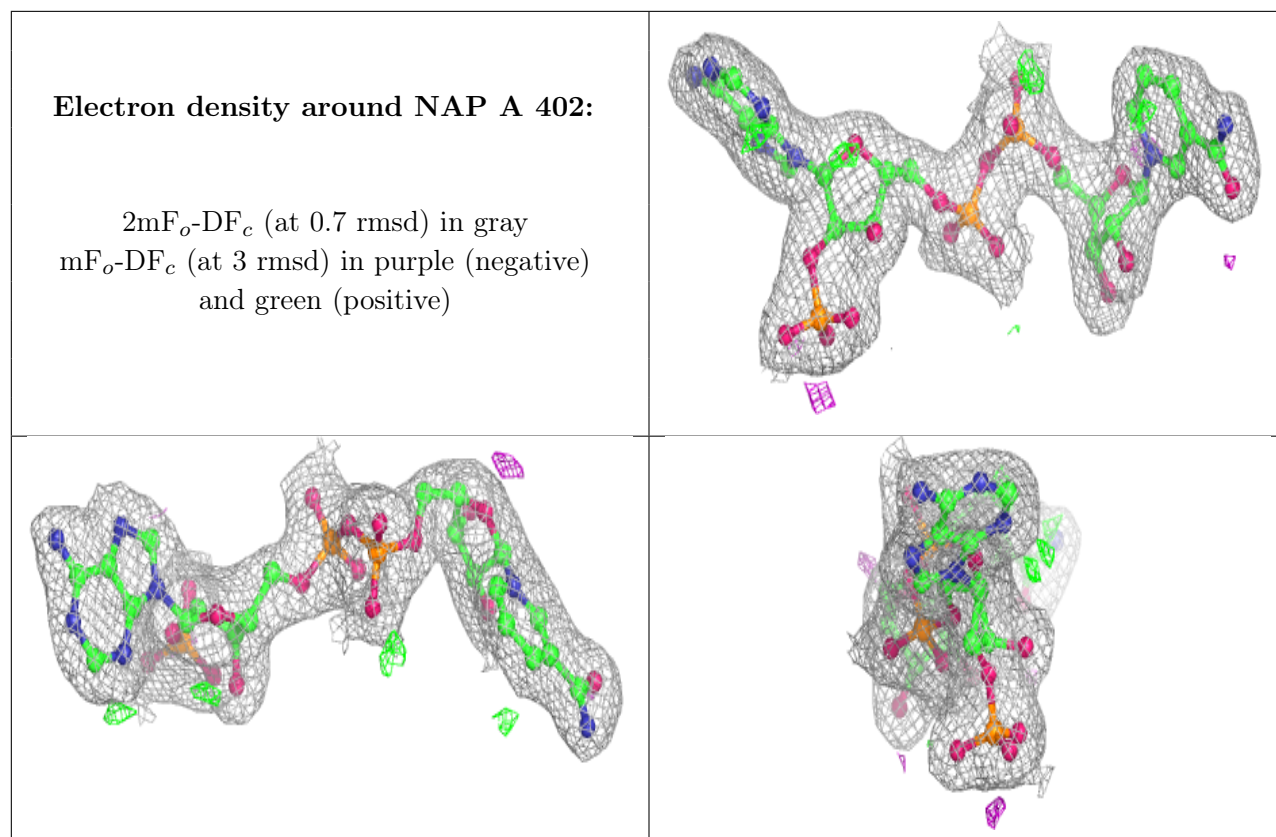 Electron density around NAP A 402:
2mFo-DFc (at 0.7 rmsd) in gray
mFo-DFc (at 3 rmsd) in purple (negative)
and green (positive)